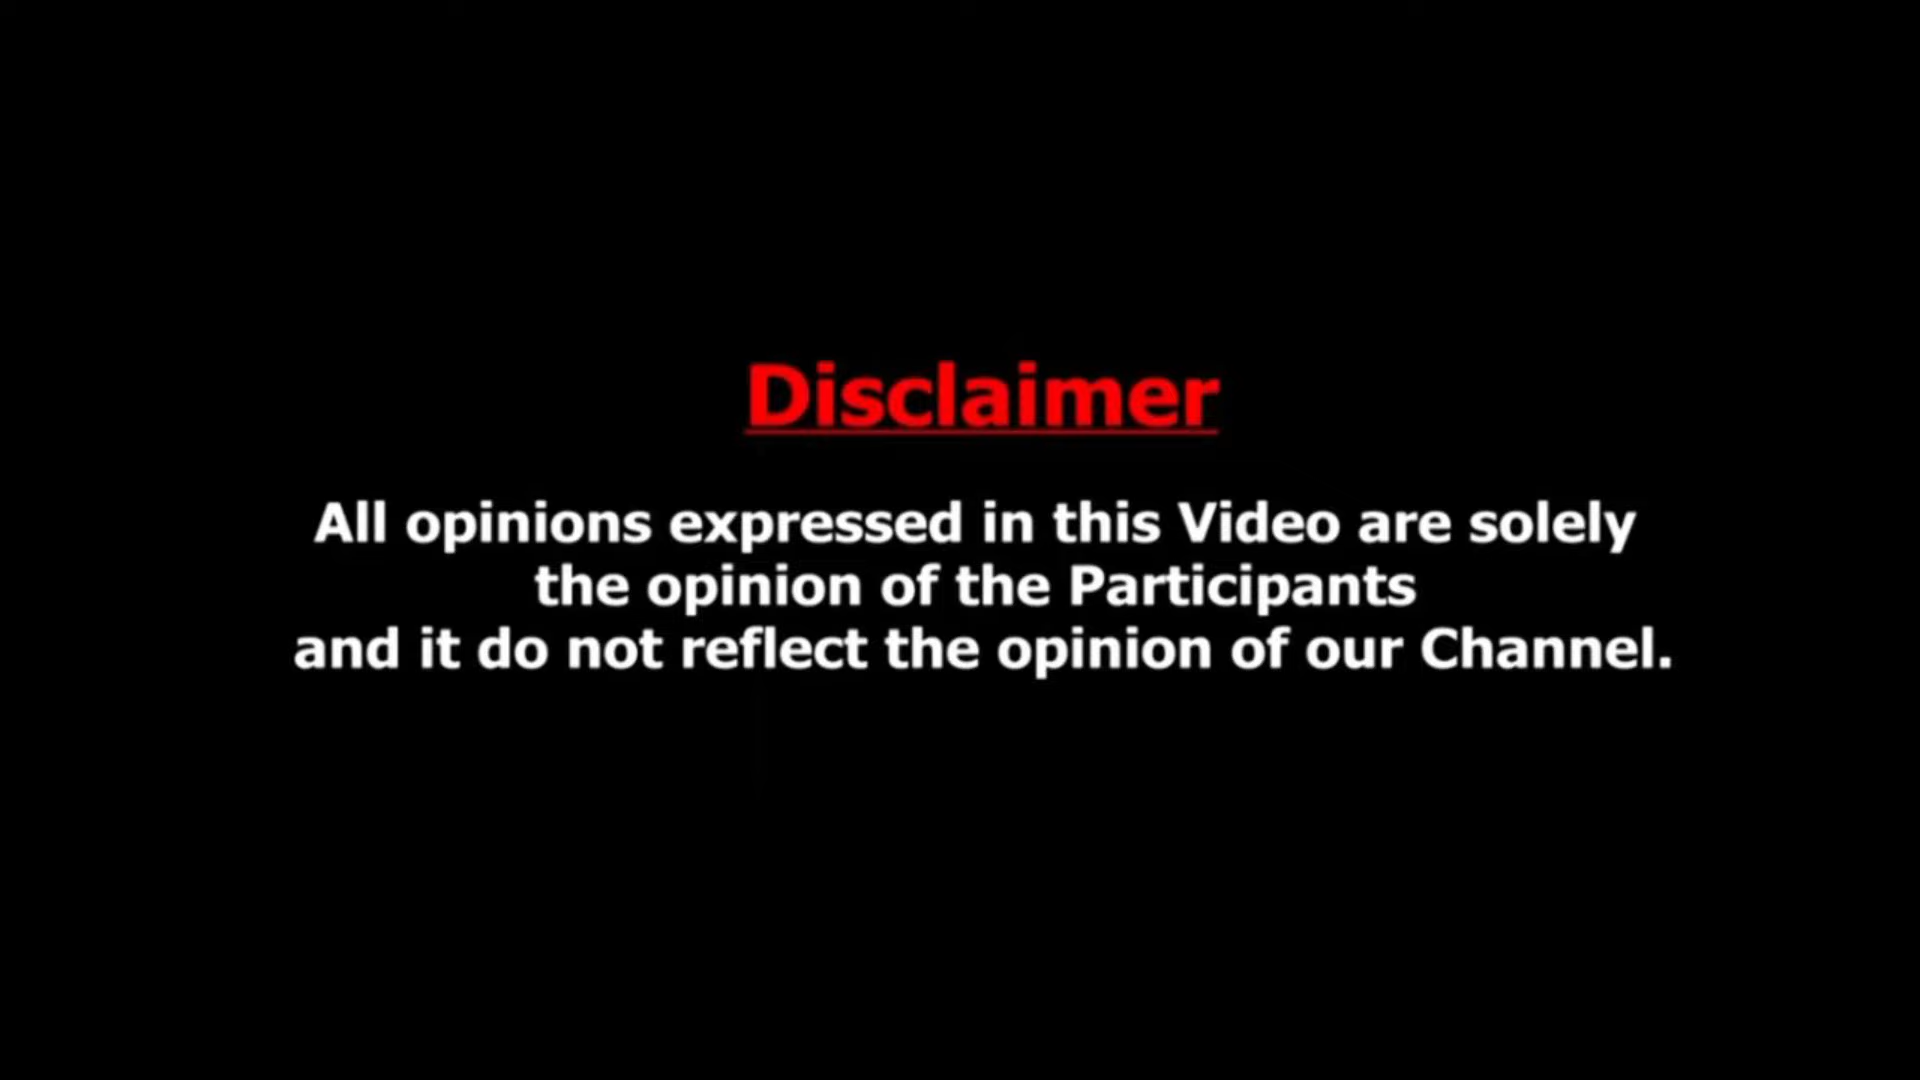 Disclaimer
All opinions expressed in this Video are solely
the opinion of the Participants
and it do not reflect the opinion of our Channel.